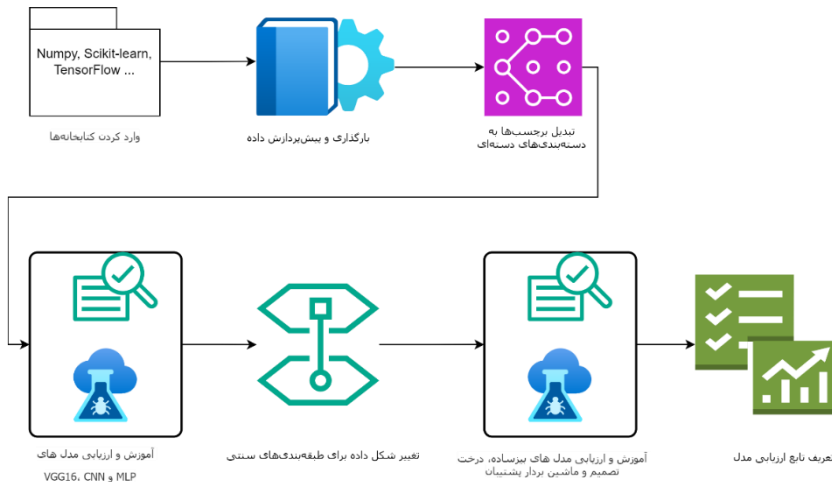 Numpy, Scikit-learn,
TensorFlow ...
وارد کردن کتابخانه‌ها
بارگذاری و پیش‌پردازش داده
تبدیل برچسب‌ها به
دسته‌بندی‌های دسته‌ای
آموزش و ارزیابی مدل های
VGG16، CNN و MLP
تغییر شکل داده برای طبقه‌بندی‌های سنتی
آموزش و ارزیابی مدل های بیزساده، درخت
تصمیم و ماشین بردار پشتیبان
تعریف تابع ارزیابی مدل